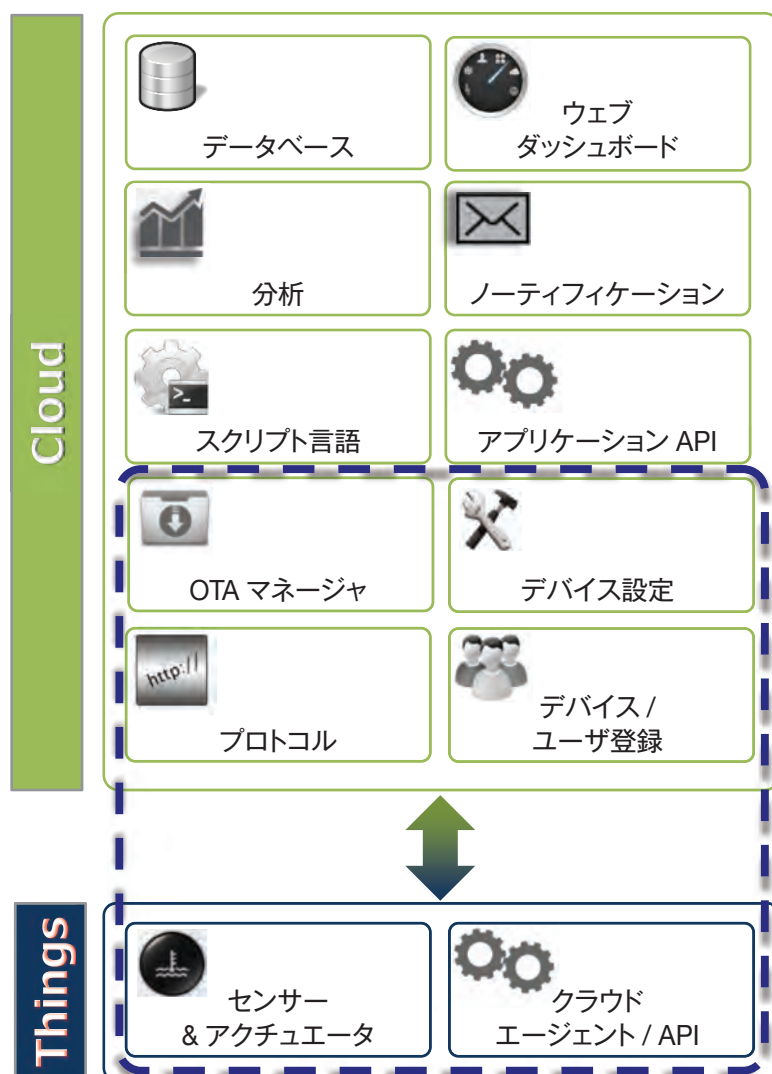 Cloud
データベース
ウェブ
ダッシュボード
分析
ノーティフィケーション
>_
スクリプト言語
アプリケーション API
OTA マネージャ
デバイス設定
http://
プロトコル
デバイス /
ユーザ登録
Things
センサー
& アクチュエータ
クラウド
エージェント / API